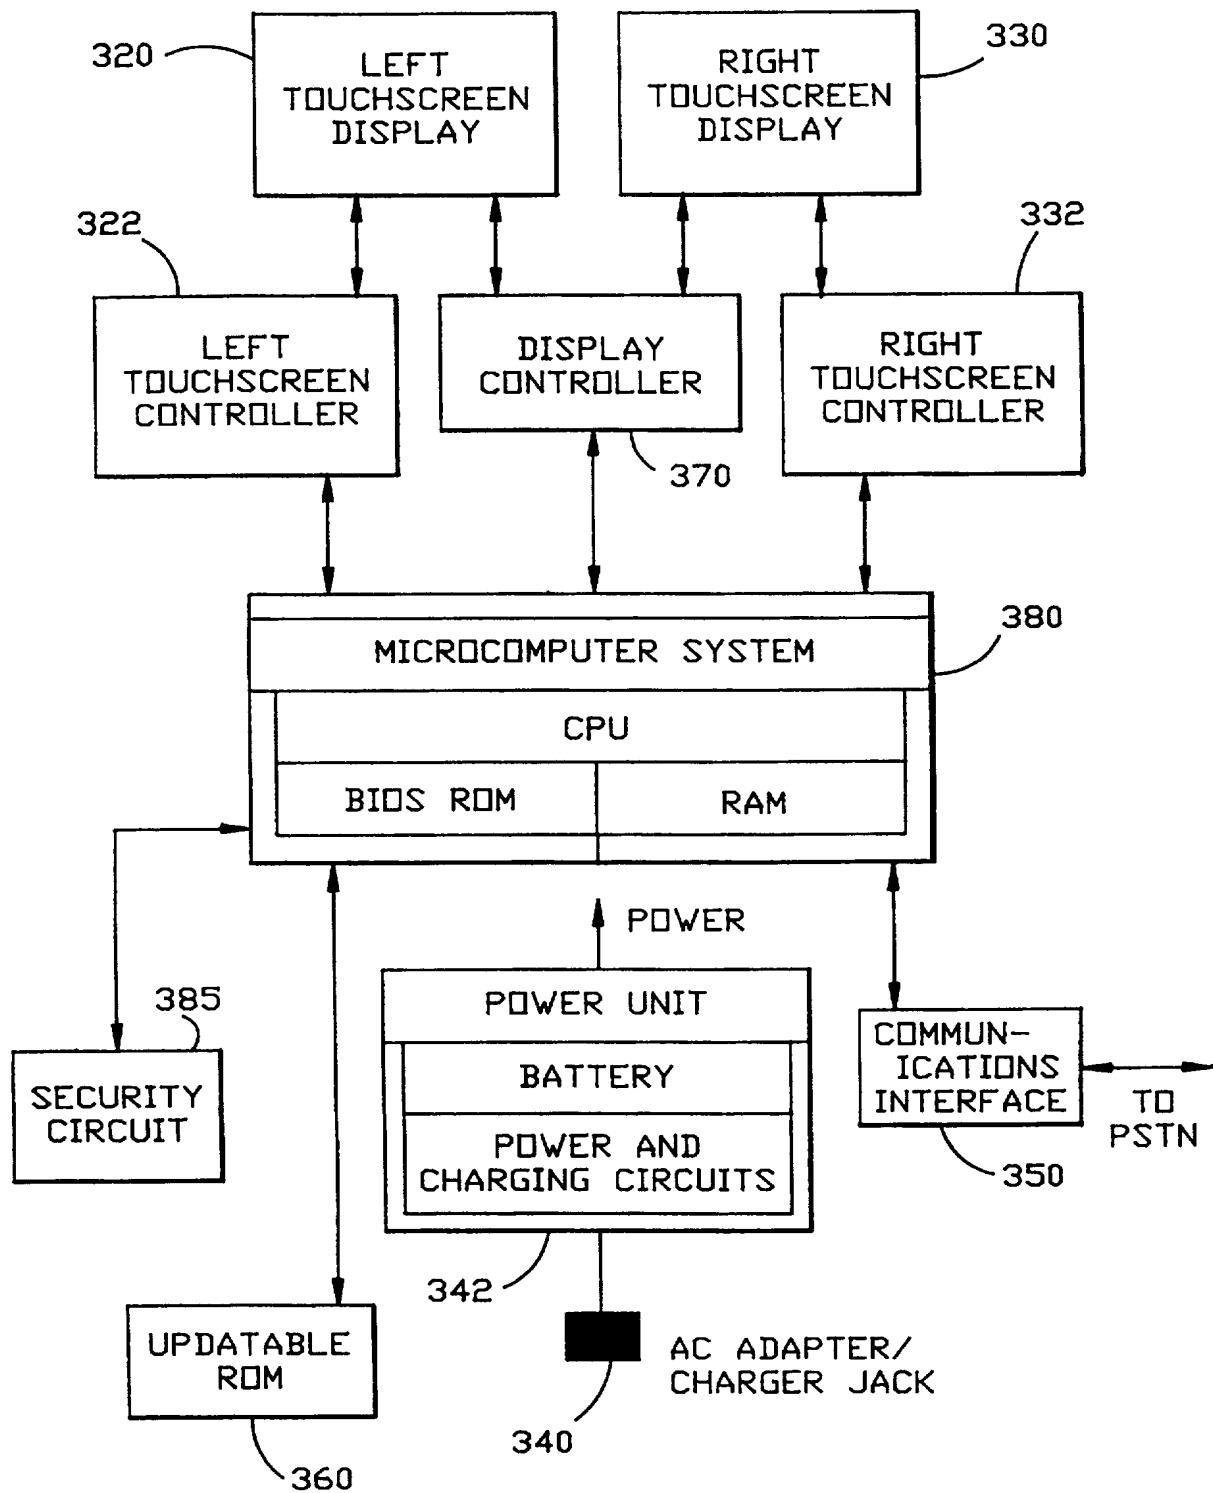 320
LEFT
TOUCHSCREEN
DISPLAY
RIGHT
TOUCHSCREEN
DISPLAY
330
322
LEFT
TOUCHSCREEN
CONTROLLER
DISPLAY
CONTROLLER
370
332
RIGHT
TOUCHSCREEN
CONTROLLER
380
MICROCOMPUTER SYSTEM
CPU
BIOS ROM
RAM
POWER
385
SECURITY
CIRCUIT
POWER UNIT
BATTERY
POWER AND
CHARGING CIRCUITS
342
COMMUN-
ICATIONS
INTERFACE
350
TO
PSTN
UPDATABLE
ROM
360
AC ADAPTER/
CHARGER JACK
340